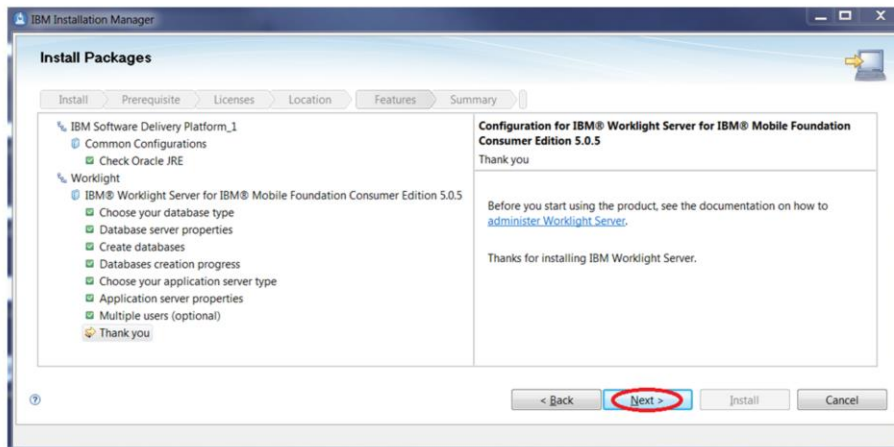 IBM Installation Manager
Install Packages
Install Prerequisite Licenses Location Features Summary
IBM Software Delivery Platform_1
Common Configurations
Check Oracle JRE
Worklight
IBM® Worklight Server for IBM® Mobile Foundation Consumer Edition 5.0.5
Choose your database type
Database server properties
Create databases
Databases creation progress
Choose your application server type
Application server properties
Multiple users (optional)
Thank you
Configuration for IBM® Worklight Server for IBM® Mobile Foundation
Consumer Edition 5.0.5
Thank you
Before you start using the product, see the documentation on how to
administer Worklight Server.
Thanks for installing IBM Worklight Server.
? < Back Next > Install Cancel